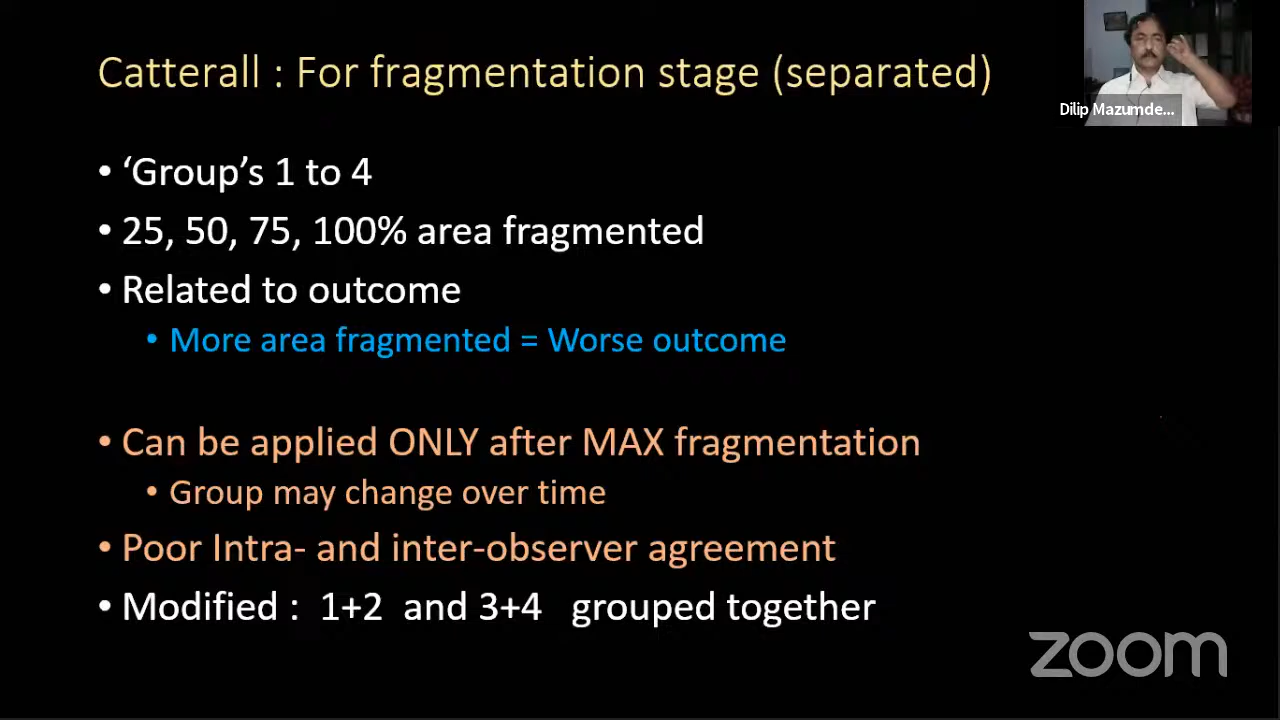 Catterall : For fragmentation stage (separated)
Dilip Mazumde...
• ‘Group’s 1 to 4
• 25, 50, 75, 100% area fragmented
• Related to outcome
• More area fragmented = Worse outcome
• Can be applied ONLY after MAX fragmentation
• Group may change over time
• Poor Intra- and inter-observer agreement
• Modified : 1+2 and 3+4 grouped together
zoom